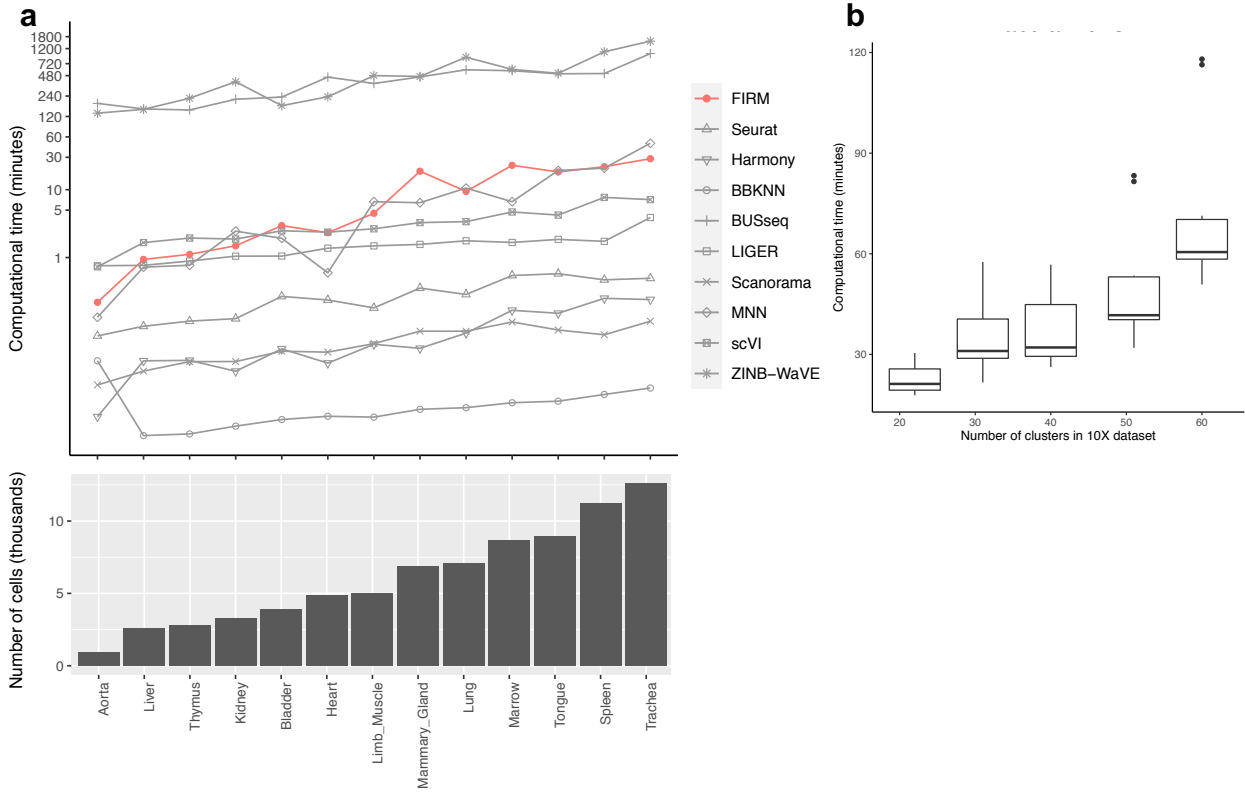 a
Computational time (minutes)
1800
1200
720
480
240
120
60
30
10
5
1
FIRM
Seurat
Harmony
BBKNN
BUSseq
LIGER
Scanorama
MNN
scVI
ZINB-WaVE
Number of cells (thousands)
10
5
0
Aorta
Liver
Thymus
Kidney
Bladder
Heart
Limb_Muscle
Mammary_Gland
Lung
Marrow
Tongue
Spleen
Trachea
b
Computational time (minutes)
120
90
60
30
20 30 40 50 60
Number of clusters in 10X dataset